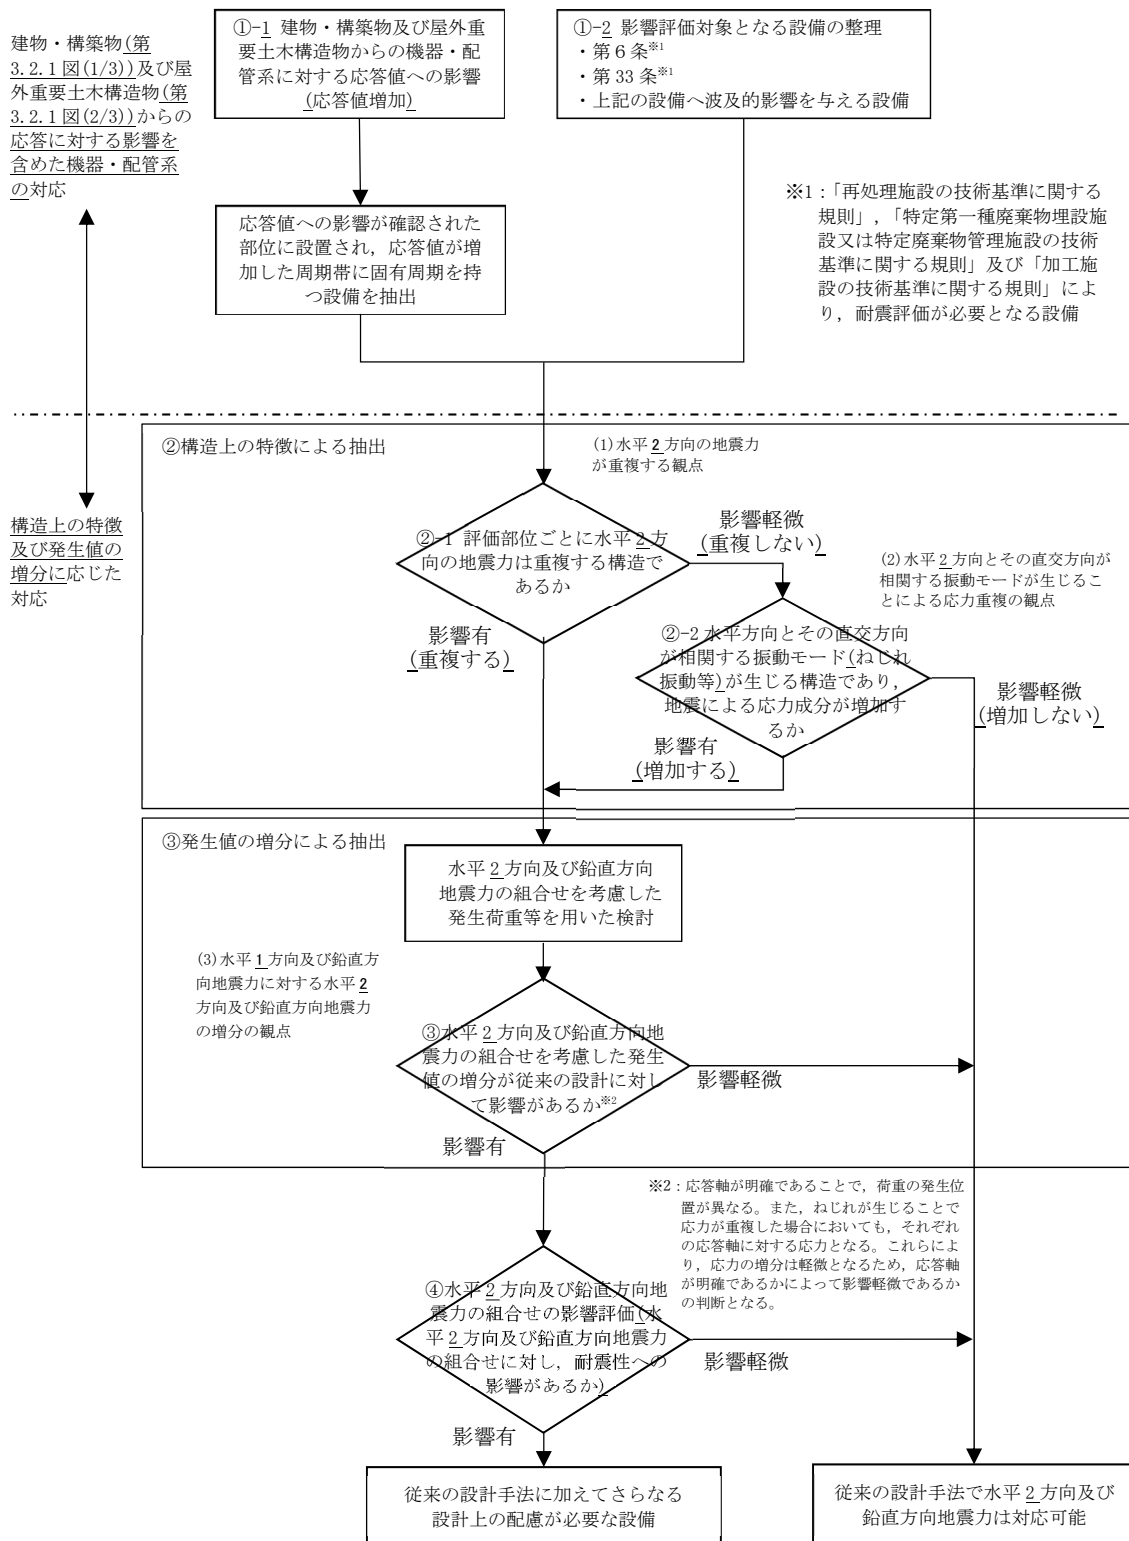 建物・構築物(第
3.2.1図(1/3))及び屋
外重要土木構造物(第
3.2.1図(2/3))からの
応答に対する影響を
含めた機器・配管系
の対応
①-1 建物・構築物及び屋外重
要土木構造物からの機器・配
管系に対する応答値への影響
(応答値増加)
①-2 影響評価対象となる設備の整理
・第6条※1
・第33条※1
・上記の設備へ波及的影響を与える設備
応答値への影響が確認された
部位に設置され，応答値が増
加した周期帯に固有周期を持
つ設備を抽出
※1：「再処理施設の技術基準に関する
規則」，「特定第一種廃棄物埋設施
設又は特定廃棄物管理施設の技術
基準に関する規則」及び「加工施
設の技術基準に関する規則」によ
り，耐震評価が必要となる設備
構造上の特徴
及び発生値の
増分に応じた
対応
②構造上の特徴による抽出
(1)水平2方向の地震力
が重複する観点
②-1 評価部位ごとに水平2方
向の地震力は重複する構造で
あるか
影響軽微
(重複しない)
(2)水平2方向とその直交方向が
相関する振動モードが生じるこ
とによる応力重複の観点
影響有
(重複する)
②-2水平方向とその直交方向
が相関する振動モード(ねじれ
振動等)が生じる構造であり，
地震による応力成分が増加す
るか
影響軽微
(増加しない)
影響有
(増加する)
③発生値の増分による抽出
水平2方向及び鉛直方向
地震力の組合せを考慮した
発生荷重等を用いた検討
(3)水平1方向及び鉛直方
向地震力に対する水平2
方向及び鉛直方向地震力
の増分の観点
③水平2方向及び鉛直方向地
震力の組合せを考慮した発生
値の増分が従来の設計に対し
て影響があるか※2
影響軽微
影響有
※2：応答軸が明確であることで，荷重の発生位
置が異なる。また，ねじれが生じることで
応力が重複した場合においても，それぞれ
の応答軸に対する応力となる。これらによ
り，応力の増分は軽微となるため，応答軸
が明確であるかによって影響軽微であるか
の判断となる。
④水平2方向及び鉛直方向地
震力の組合せの影響評価(水
平2方向及び鉛直方向地震力
の組合せに対し，耐震性への
影響があるか)
影響軽微
影響有
従来の設計手法に加えてさらなる
設計上の配慮が必要な設備
従来の設計手法で水平2方向及び
鉛直方向地震力は対応可能